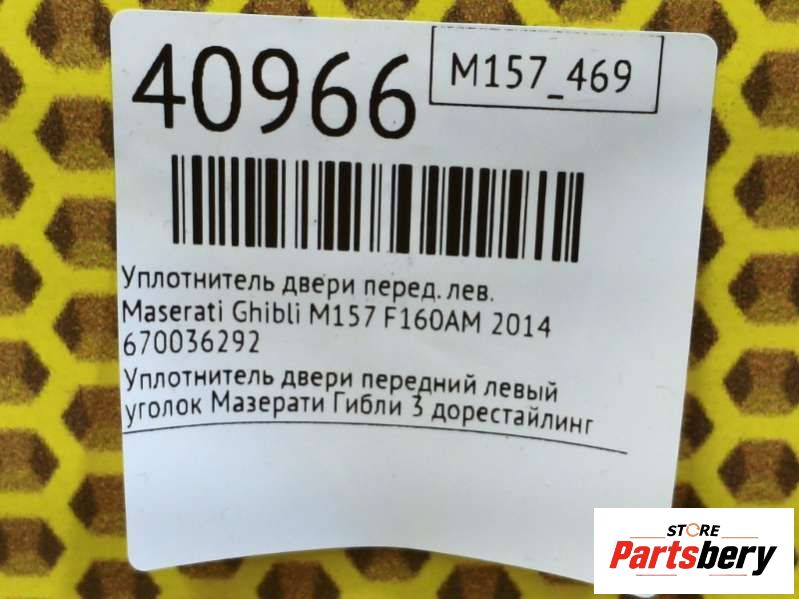 40966
M157_469
Уплотнитель двери перед. лев.
Maserati Ghibli M157 F160AM 2014
670036292
Уплотнитель двери передний левый
уголок Мазерати Гибли 3 дорестайлинг
STORE
Partsbery